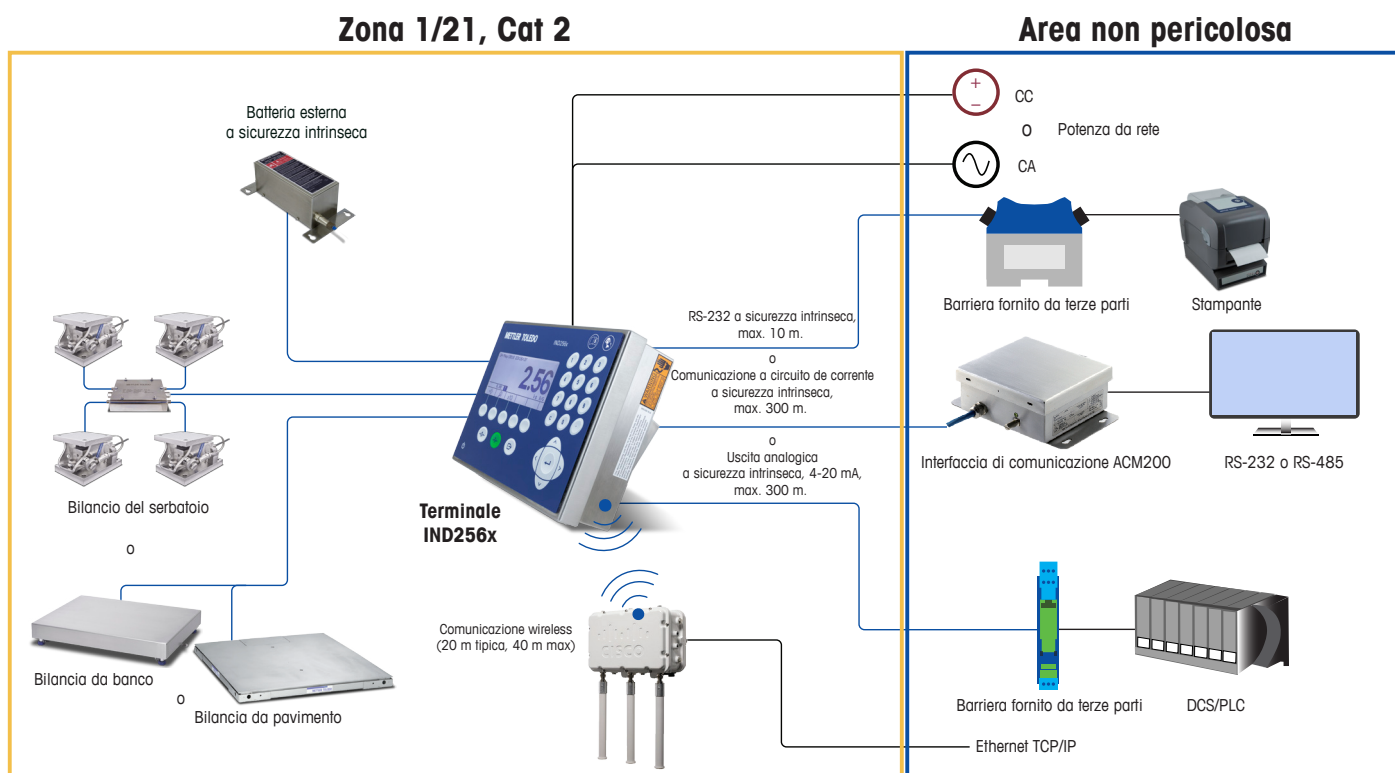 Zona 1/21, Cat 2
Area non pericolosa
Batteria esterna
a sicurezza intrinseca
CC
o
Potenza da rete
CA
Barriera fornito da terze parti
Stampante
RS-232 a sicurezza intrinseca,
max. 10 m.
o
Comunicazione a circuito de corrente
a sicurezza intrinseca,
max. 300 m.
o
Uscita analogica
a sicurezza intrinseca, 4-20 mA,
max. 300 m.
METTLER TOLEDO
IND256x
2.56
Interfaccia di comunicazione ACM200
RS-232 o RS-485
Bilancio del serbatoio
o
Terminale
IND256x
Comunicazione wireless
(20 m tipica, 40 m max)
CISCO
Bilancia da banco
o
Bilancia da pavimento
Barriera fornito da terze parti
DCS/PLC
Ethernet TCP/IP